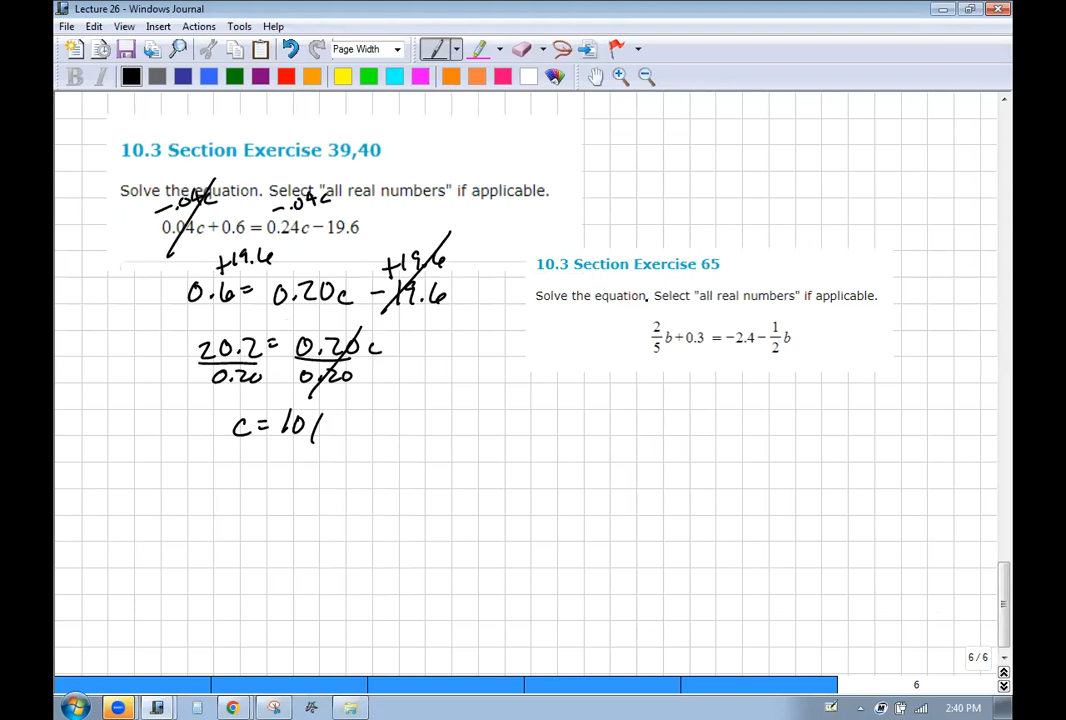 Lecture 26 - Windows Journal
File Edit View Insert Actions Tools Help
Page Width
B I
10.3 Section Exercise 39,40
Solve the equation. Select "all real numbers" if applicable.
-.04c -.04c
0.04c + 0.6 = 0.24c − 19.6
+19.6 +19.6
0.6 = 0.20c - 19.6
20.2 = 0.20c
0.20 0.20
c = 101
10.3 Section Exercise 65
Solve the equation. Select "all real numbers" if applicable.
2/5 b + 0.3 = −2.4 − 1/2 b
6 / 6
6
2:40 PM